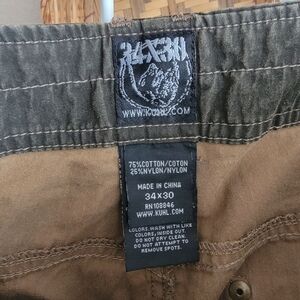 34X30
WWW.KUHL.COM
75%COTTON/COTON
25%NYLON/NYLON
MADE IN CHINA
34X30
RN108846
WWW.KUHL.COM
COLORS.WASH WITH LIKE
COLORS,INSIDE OUT.
DO NOT DRY CLEAN.
DO NOT ATTEMPT TO
REMOVE SPOTS.